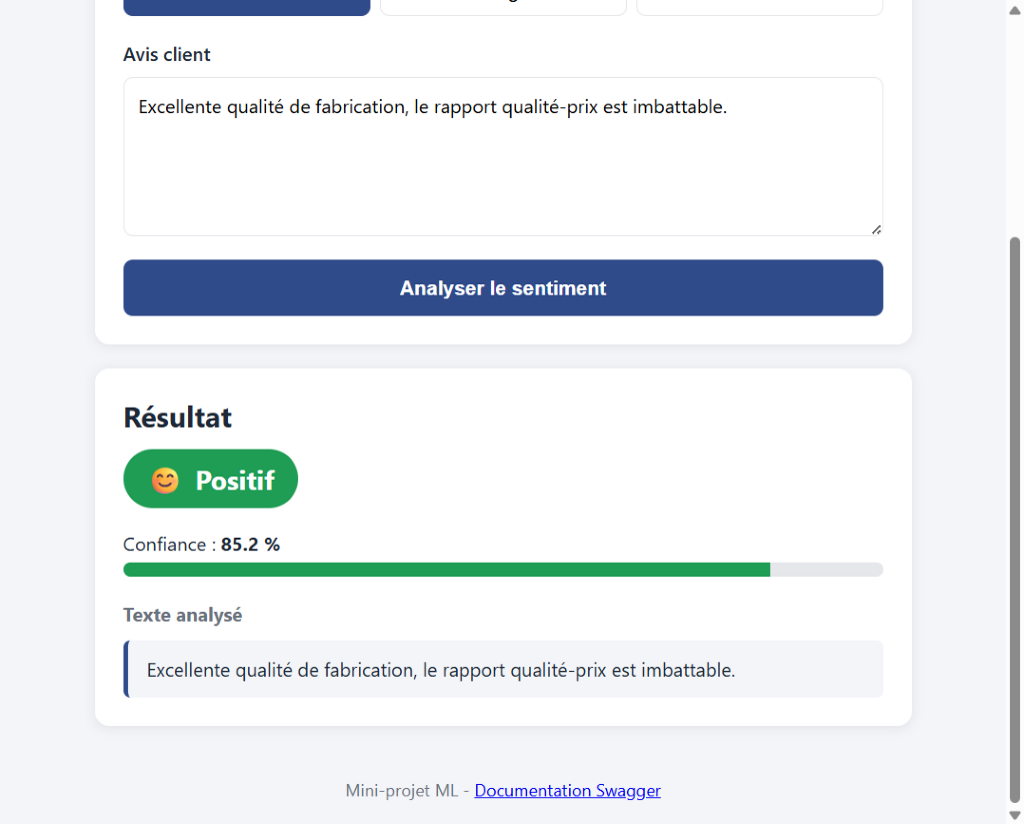 Avis client
Excellente qualité de fabrication, le rapport qualité-prix est imbattable.
Analyser le sentiment
Résultat
😊 Positif
Confiance : 85.2 %
Texte analysé
Excellente qualité de fabrication, le rapport qualité-prix est imbattable.
Mini-projet ML - Documentation Swagger